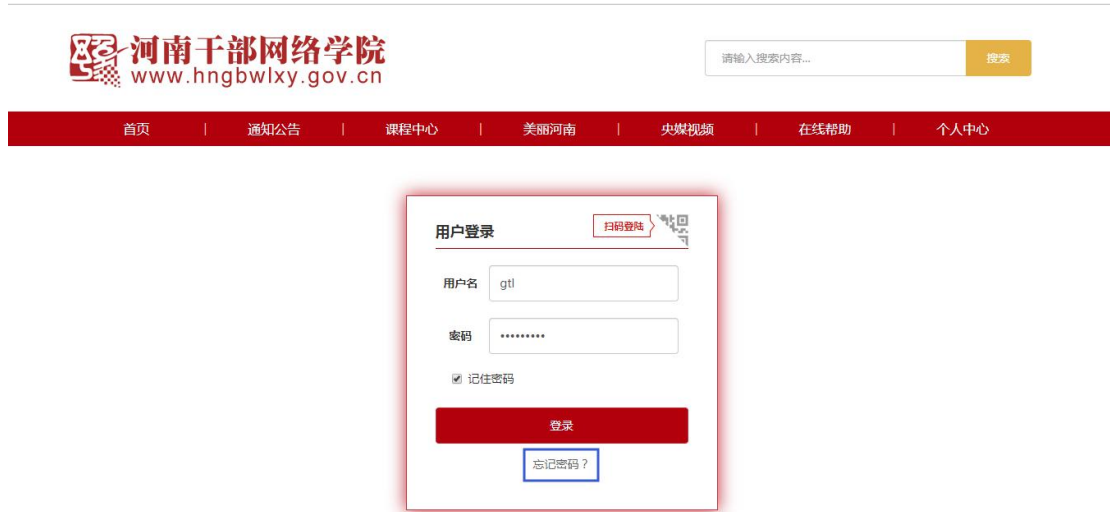 河南干部网络学院
www.hngbwlxy.gov.cn
请输入搜索内容...
搜索
首页 | 通知公告 | 课程中心 | 美丽河南 | 央媒视频 | 在线帮助 | 个人中心
用户登录
扫码登陆
用户名 gtl
密码 •••••••••
记住密码
登录
忘记密码？